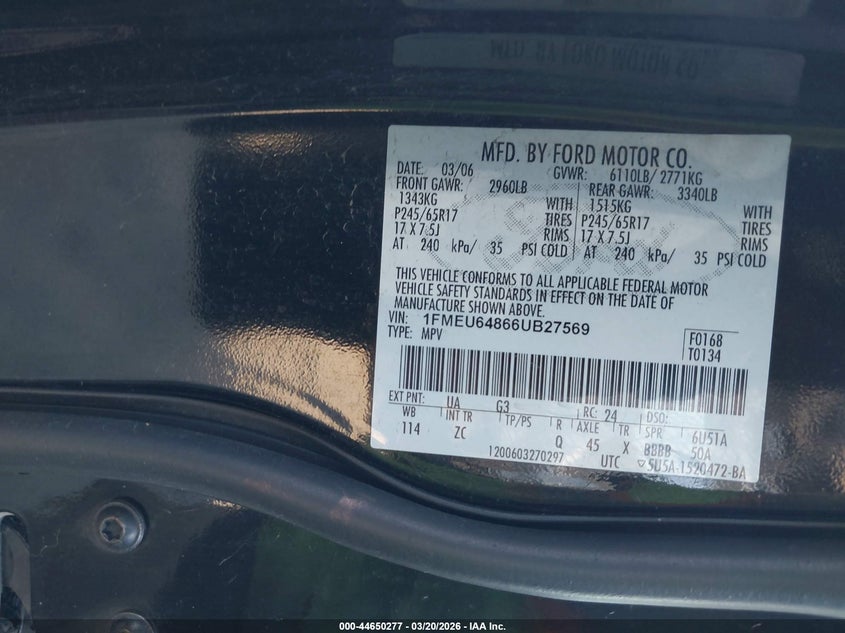 MFD. BY FORD MOTOR CO.
DATE: 03/06 GVWR: 6110LB/ 2771KG
FRONT GAWR: 2960LB REAR GAWR: 3340LB
1343KG WITH 1515KG WITH
P245/65R17 TIRES P245/65R17 TIRES
17 X 7.5J RIMS 17 X 7.5J RIMS
AT 240 kPa/ 35 PSI COLD AT 240 kPa/ 35 PSI COLD
THIS VEHICLE CONFORMS TO ALL APPLICABLE FEDERAL MOTOR
VEHICLE SAFETY STANDARDS IN EFFECT ON THE DATE OF
MANUFACTURE SHOWN ABOVE.
VIN: 1FMEU64866UB27569
TYPE: MPV
F0168
T0134
EXT PNT: UA G3 RC: 24 DSO:
WB INT TR TP/PS R AXLE TR SPR 6U51A
114 ZC Q 45 X BBBB 50A
1200603270297 UTC 5U5A-1520472-BA
000-44650277 - 03/20/2026 - IAA Inc.